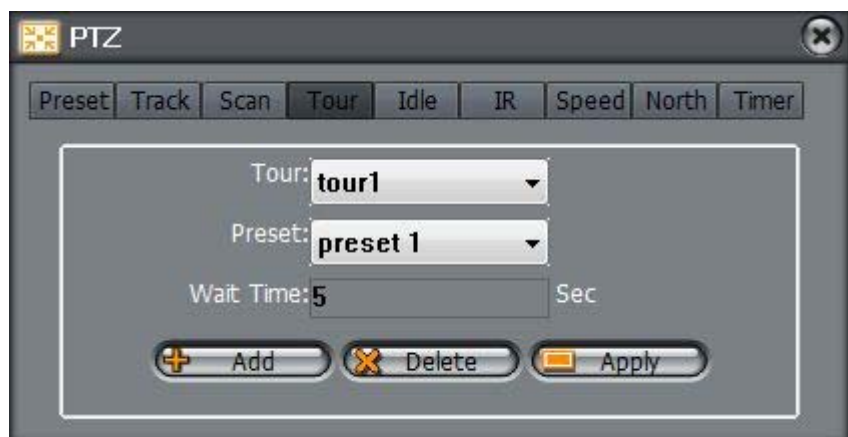 PTZ
Preset Track Scan Tour Idle IR Speed North Timer
Tour: tour1
Preset: preset 1
Wait Time: 5 Sec
Add Delete Apply